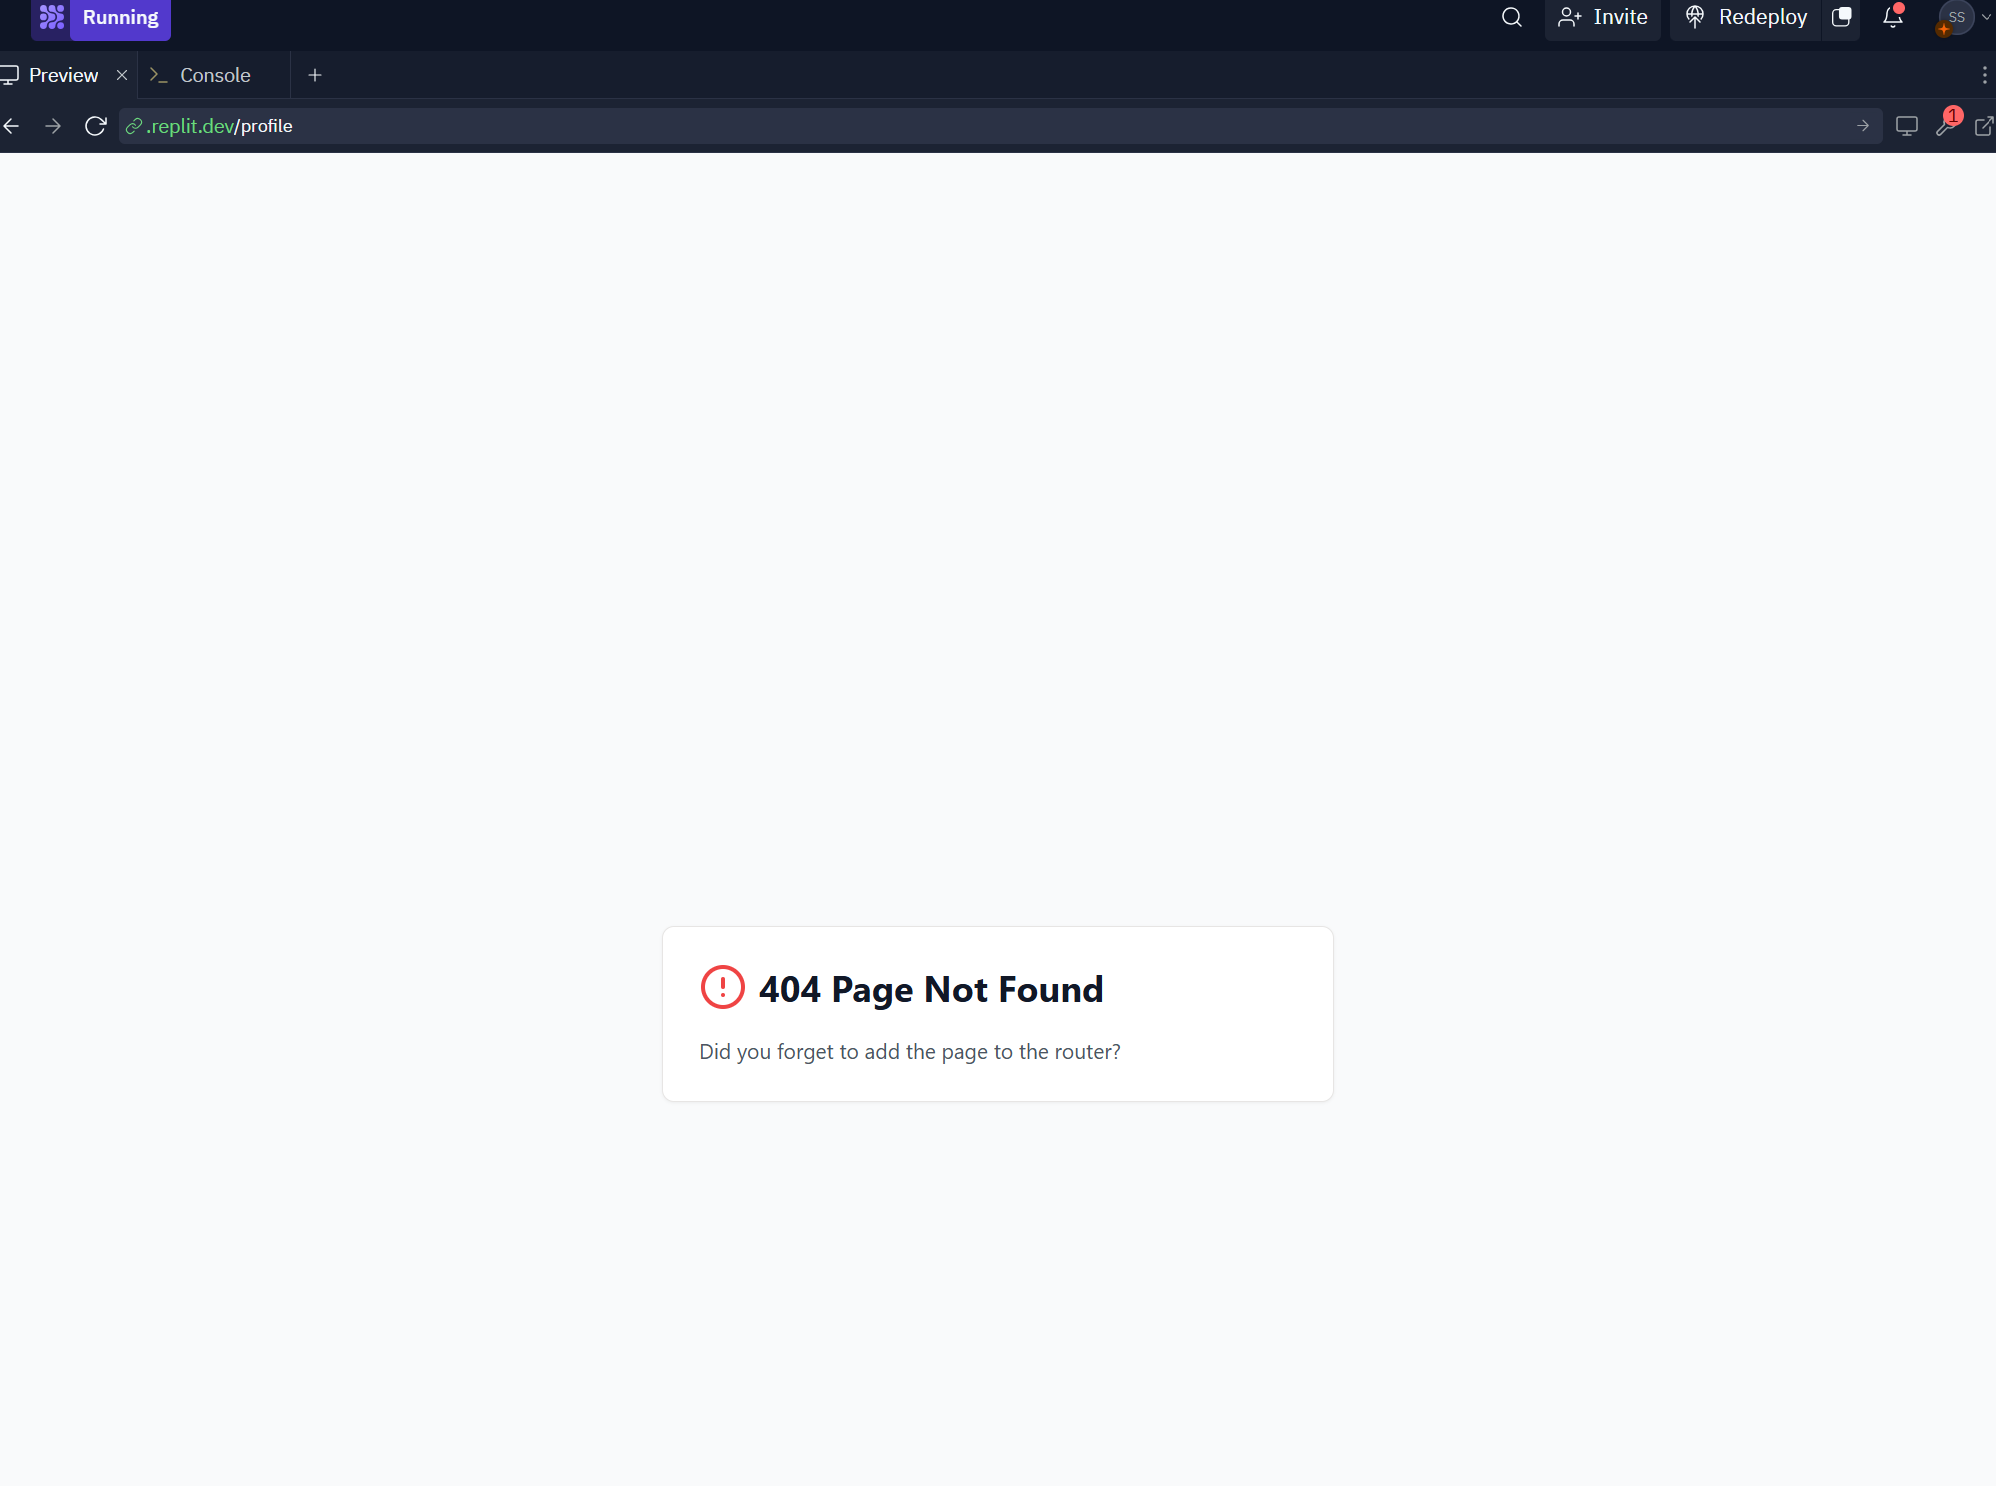 Running
Invite
Redeploy
SS
Preview
Console
.replit.dev/profile
1
404 Page Not Found
Did you forget to add the page to the router?